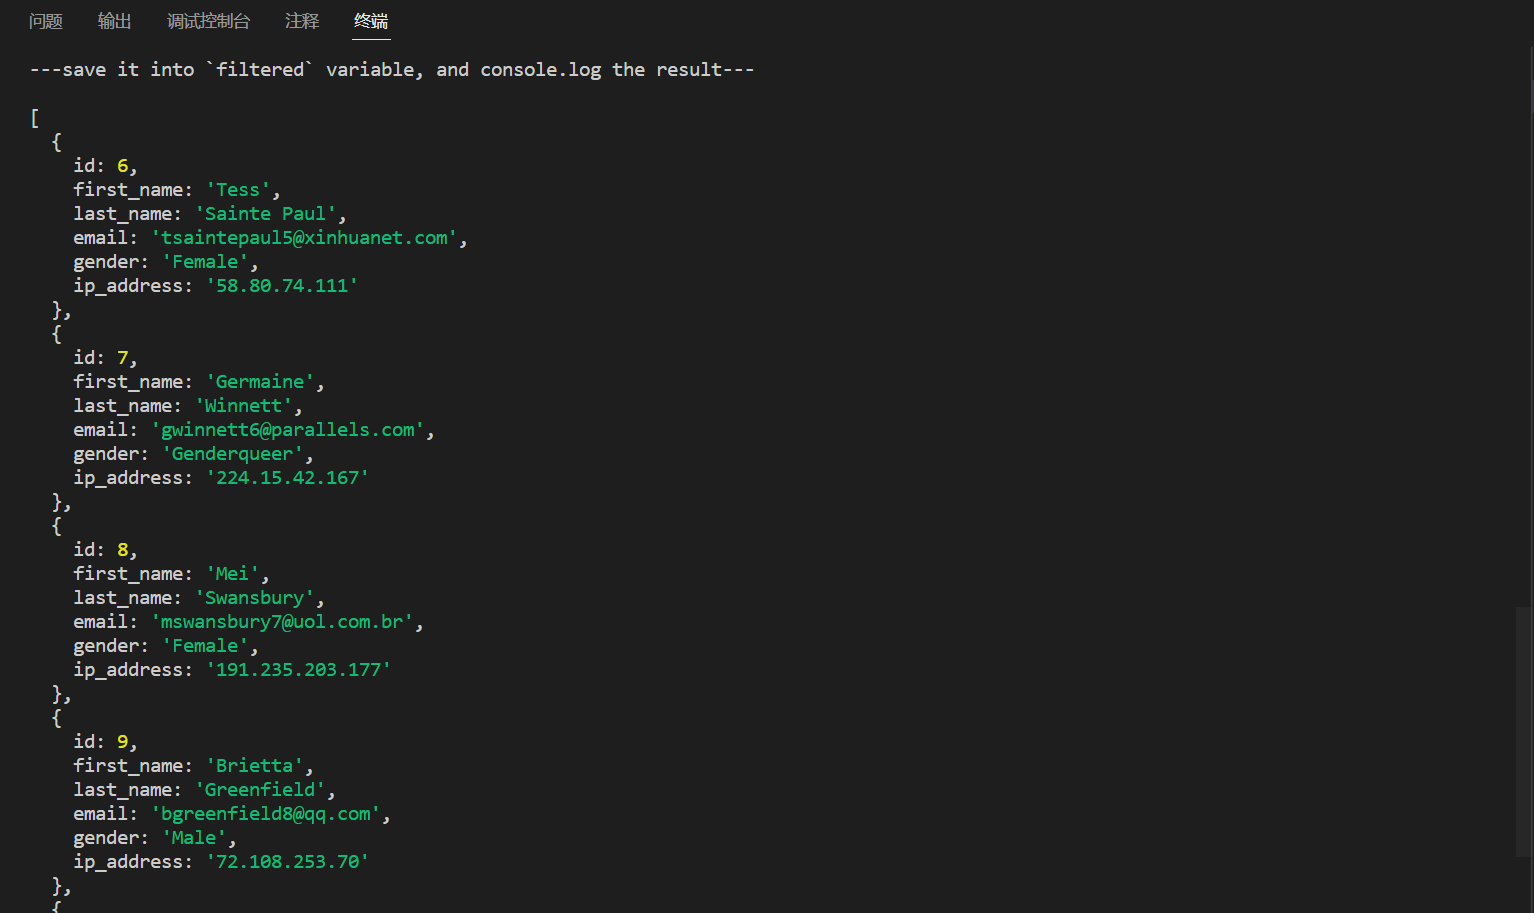 问题 输出 调试控制台 注释 终端
---save it into `filtered` variable, and console.log the result---
[
  {
    id: 6,
    first_name: 'Tess',
    last_name: 'Sainte Paul',
    email: 'tsaintepaul5@xinhuanet.com',
    gender: 'Female',
    ip_address: '58.80.74.111'
  },
  {
    id: 7,
    first_name: 'Germaine',
    last_name: 'Winnett',
    email: 'gwinnett6@parallels.com',
    gender: 'Genderqueer',
    ip_address: '224.15.42.167'
  },
  {
    id: 8,
    first_name: 'Mei',
    last_name: 'Swansbury',
    email: 'mswansbury7@uol.com.br',
    gender: 'Female',
    ip_address: '191.235.203.177'
  },
  {
    id: 9,
    first_name: 'Brietta',
    last_name: 'Greenfield',
    email: 'bgreenfield8@qq.com',
    gender: 'Male',
    ip_address: '72.108.253.70'
  },
  {